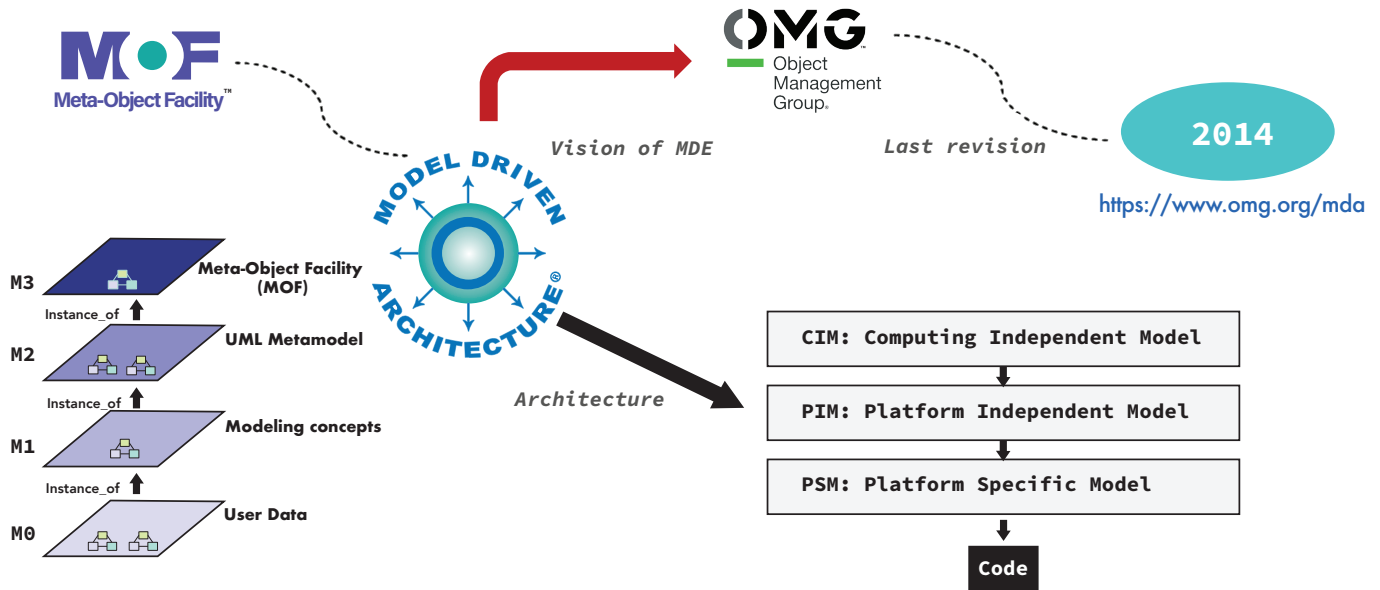 MOF
Meta-Object Facility™
OMG™
Object
Management
Group®
Vision of MDE
Last revision
2014
https://www.omg.org/mda
MODEL DRIVEN
ARCHITECTURE®
M3
Meta-Object Facility
(MOF)
Instance_of
M2
UML Metamodel
Instance_of
M1
Modeling concepts
Instance_of
M0
User Data
Architecture
CIM: Computing Independent Model
PIM: Platform Independent Model
PSM: Platform Specific Model
Code